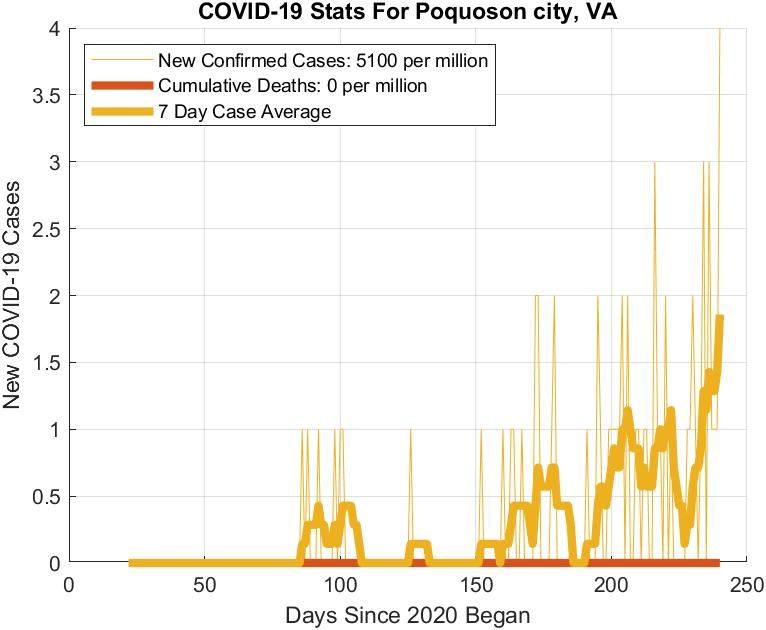 COVID-19 Stats For Poquoson city, VA
New Confirmed Cases: 5100 per million
Cumulative Deaths: 0 per million
7 Day Case Average
New COVID-19 Cases
4
3.5
3
2.5
2
1.5
1
0.5
0
0 50 100 150 200 250
Days Since 2020 Began